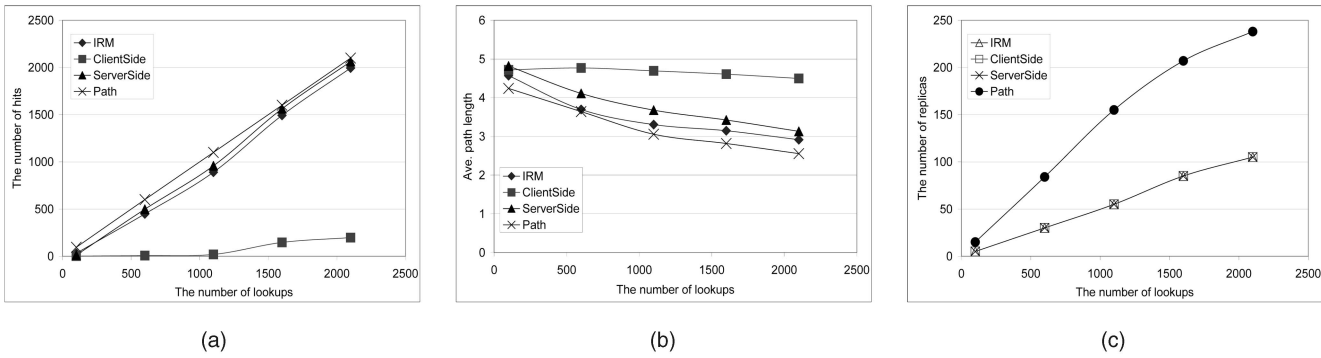 2500
2000
1500
1000
500
0
The number of hits
IRM
ClientSide
ServerSide
Path
0 500 1000 1500 2000 2500
The number of lookups
(a)
6
5
4
3
2
1
0
Ave. path length
IRM
ClientSide
ServerSide
Path
0 500 1000 1500 2000 2500
The number of lookups
(b)
250
200
150
100
50
0
The number of replicas
IRM
ClientSide
ServerSide
Path
0 500 1000 1500 2000 2500
The number of lookups
(c)